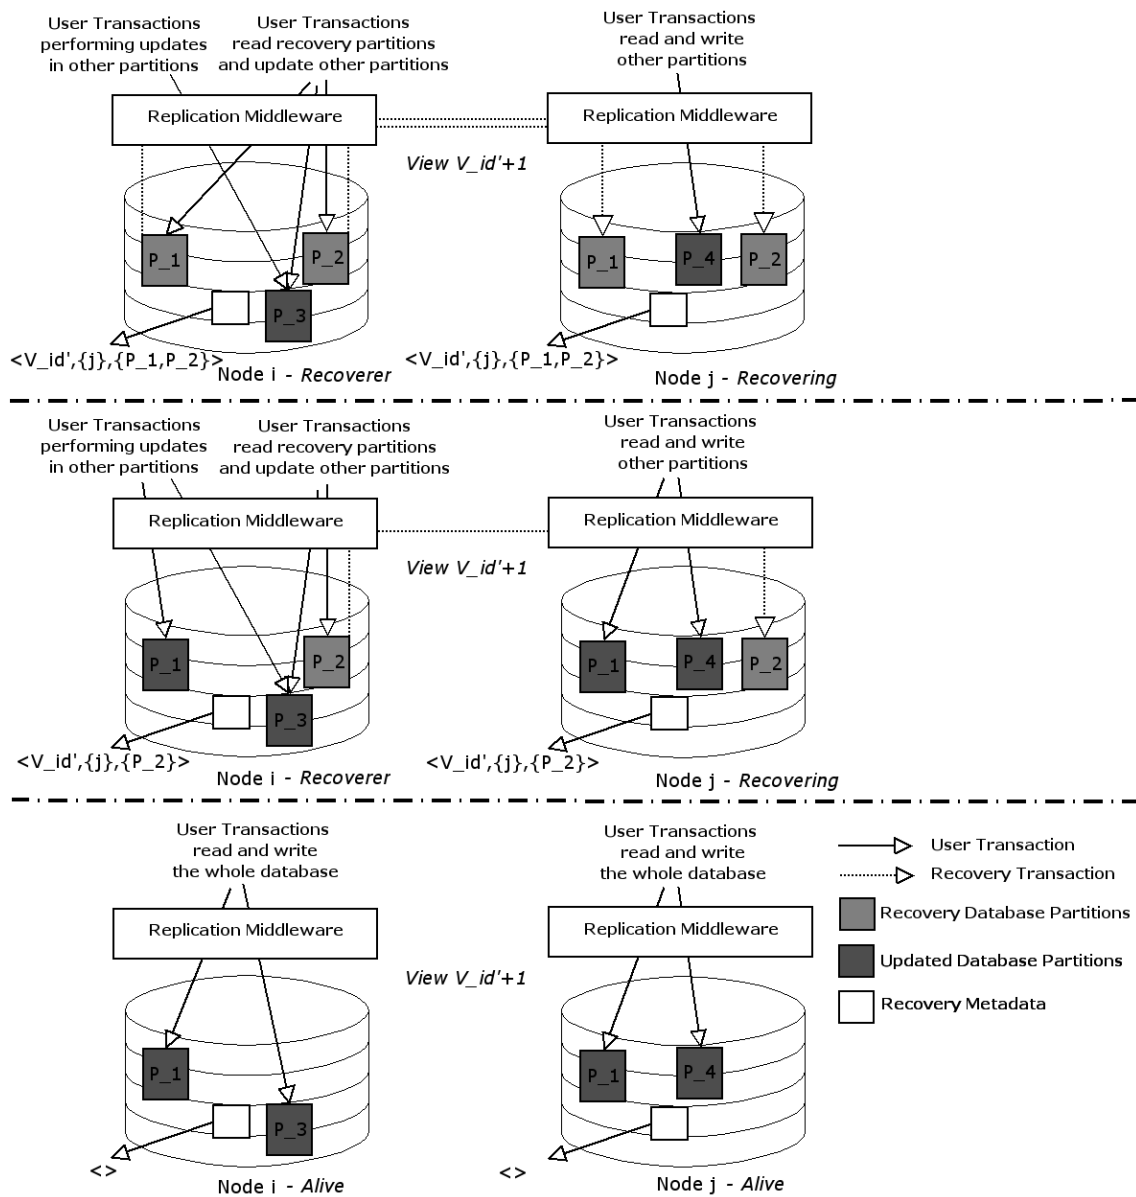 User Transactions
performing updates
in other partitions
User Transactions
read recovery partitions
and update other partitions
User Transactions
read and write
other partitions
Replication Middleware
Replication Middleware
View V_id'+1
P_1
P_2
P_3
P_1
P_4
P_2
<V_id',{j},{P_1,P_2}>
<V_id',{j},{P_1,P_2}>
Node i - Recoverer
Node j - Recovering
User Transactions
performing updates
in other partitions
User Transactions
read recovery partitions
and update other partitions
User Transactions
read and write
other partitions
Replication Middleware
Replication Middleware
View V_id'+1
P_1
P_2
P_3
P_1
P_4
P_2
<V_id',{j},{P_2}>
<V_id',{j},{P_2}>
Node i - Recoverer
Node j - Recovering
User Transactions
read and write
the whole database
User Transactions
read and write
the whole database
Replication Middleware
Replication Middleware
View V_id'+1
P_1
P_3
P_1
P_4
<>
<>
Node i - Alive
Node j - Alive
User Transaction
Recovery Transaction
Recovery Database Partitions
Updated Database Partitions
Recovery Metadata